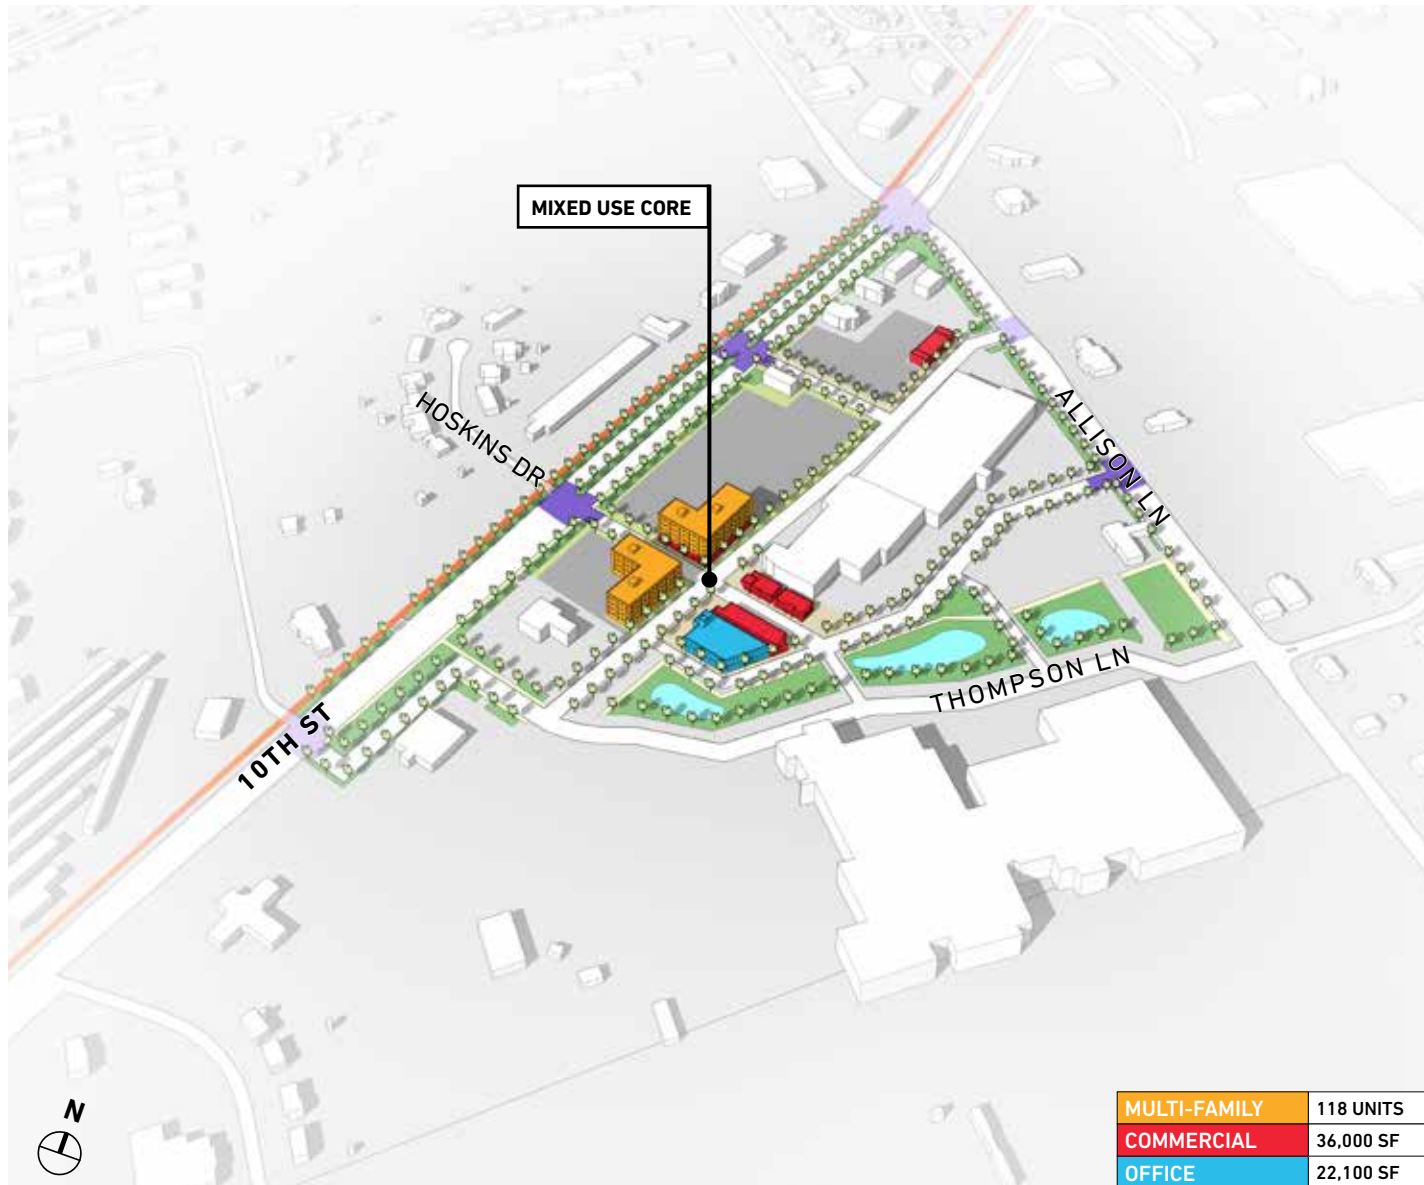 MIXED USE CORE
HOSKINS DR
ALLISON LN
THOMPSON LN
10TH ST
N
MULTI-FAMILY 118 UNITS
COMMERCIAL 36,000 SF
OFFICE 22,100 SF